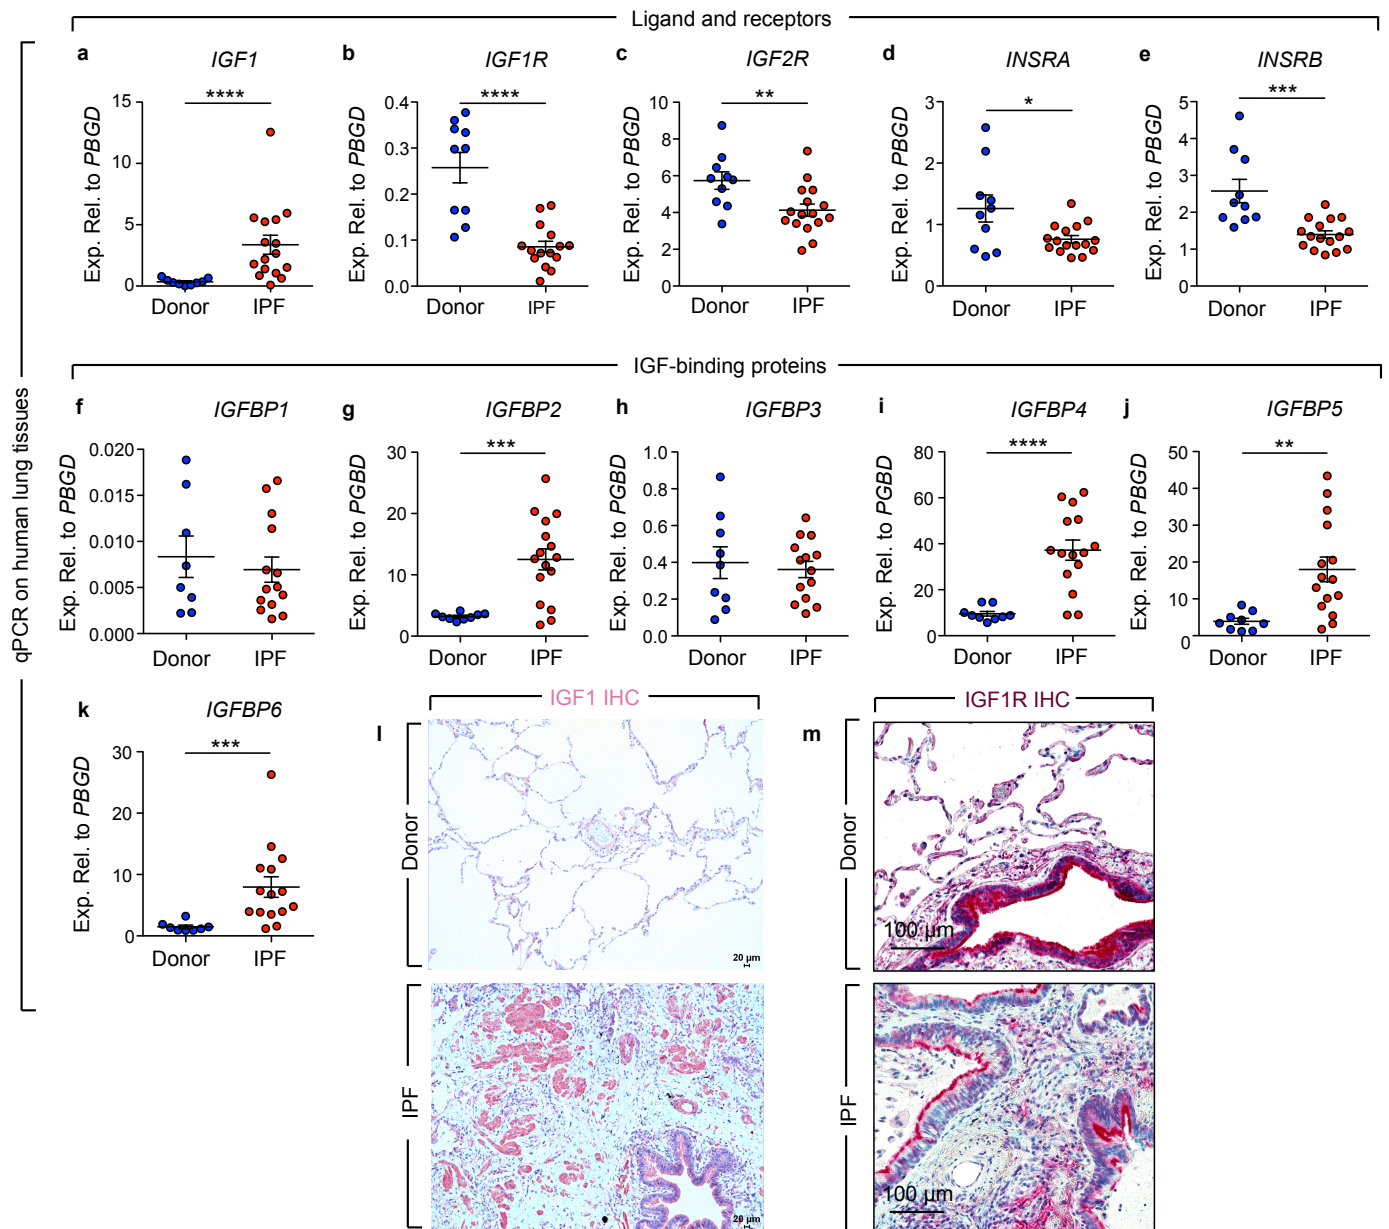 Ligand and receptors
qPCR on human lung tissues
a IGF1
Exp. Rel. to PBGD
15
10
5
0
****
Donor IPF
b IGF1R
Exp. Rel. to PBGD
0.4
0.3
0.2
0.1
0.0
****
Donor IPF
c IGF2R
Exp. Rel. to PBGD
10
8
6
4
2
0
**
Donor IPF
d INSRA
Exp. Rel. to PBGD
3
2
1
0
*
Donor IPF
e INSRB
Exp. Rel. to PBGD
5
4
3
2
1
0
***
Donor IPF
IGF-binding proteins
f IGFBP1
Exp. Rel. to PBGD
0.020
0.015
0.010
0.005
0.000
Donor IPF
g IGFBP2
Exp. Rel. to PGBD
30
20
10
0
***
Donor IPF
h IGFBP3
Exp. Rel. to PGBD
1.0
0.8
0.6
0.4
0.2
0.0
Donor IPF
i IGFBP4
Exp. Rel. to PGBD
80
60
40
20
0
****
Donor IPF
j IGFBP5
Exp. Rel. to PBGD
50
40
30
20
10
0
**
Donor IPF
k IGFBP6
Exp. Rel. to PBGD
30
20
10
0
***
Donor IPF
l IGF1 IHC
Donor
20 µm
IPF
20 µm
m IGF1R IHC
Donor
100 µm
IPF
100 µm